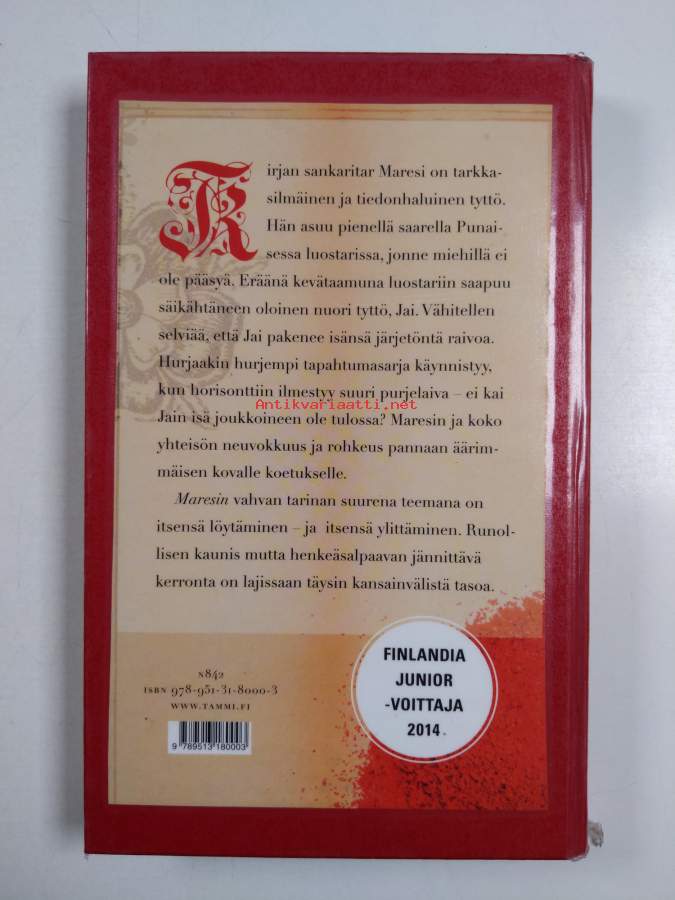 Kirjan sankaritar Maresi on tarkka-
silmäinen ja tiedonhaluinen tyttö.
Hän asuu pienellä saarella Punai-
sessa luostarissa, jonne miehillä ei
ole pääsyä. Eräänä kevätaamuna luostariin saapuu
säikähtäneen oloinen nuori tyttö, Jai. Vähitellen
selviää, että Jai pakenee isänsä järjetöntä raivoa.
Hurjaakin hurjempi tapahtumasarja käynnistyy,
kun horisonttiin ilmestyy suuri purjelaiva – ei kai
Antikvariaatti.net
Jain isä joukkoineen ole tulossa? Maresin ja koko
yhteisön neuvokkuus ja rohkeus pannaan äärim-
mäisen kovalle koetukselle.
Maresin vahvan tarinan suurena teemana on
itsensä löytäminen – ja itsensä ylittäminen. Runol-
lisen kaunis mutta henkeäsalpaavan jännittävä
kerronta on lajissaan täysin kansainvälistä tasoa.
N842
ISBN 978-951-31-8000-3
WWW.TAMMI.FI
9 789513 180003
FINLANDIA
JUNIOR
-VOITTAJA
2014